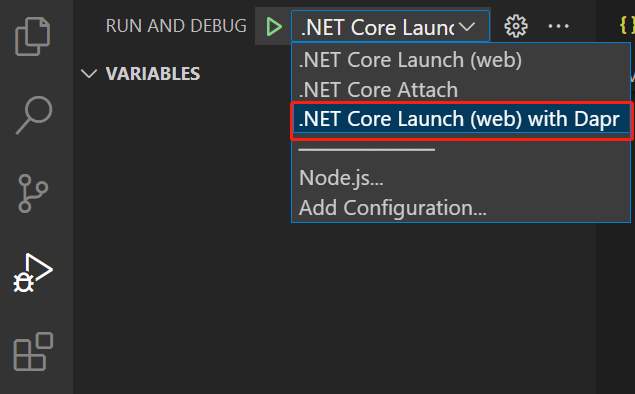 RUN AND DEBUG
.NET Core Launc
VARIABLES
.NET Core Launch (web)
.NET Core Attach
.NET Core Launch (web) with Dapr
Node.js...
Add Configuration...
{}